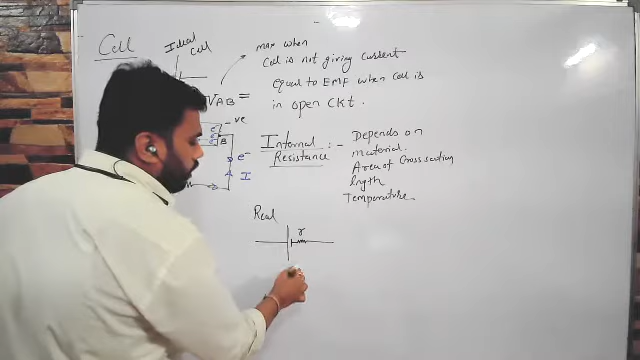 Cell
Ideal
Cell
max when
Cell is not giving current
equal to EMF when Cell is
in open CKT.
VAB =
-ve
e⁻
e⁻
B
e⁻
I
Internal :- Depends on
Resistance
material.
Area of Cross section
length
Temperature
Real
r